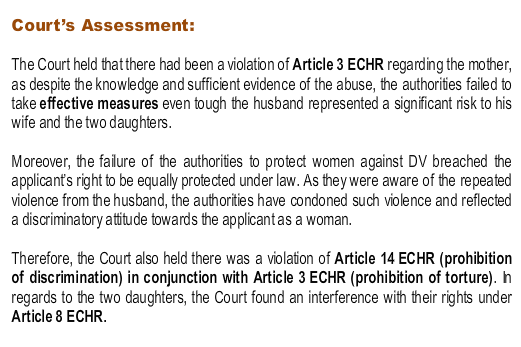 Court's Assessment:
The Court held that there had been a violation of Article 3 ECHR regarding the mother,
as despite the knowledge and sufficient evidence of the abuse, the authorities failed to
take effective measures even tough the husband represented a significant risk to his
wife and the two daughters.
Moreover, the failure of the authorities to protect women against DV breached the
applicant's right to be equally protected under law. As they were aware of the repeated
violence from the husband, the authorities have condoned such violence and reflected
a discriminatory attitude towards the applicant as a woman.
Therefore, the Court also held there was a violation of Article 14 ECHR (prohibition
of discrimination) in conjunction with Article 3 ECHR (prohibition of torture). In
regards to the two daughters, the Court found an interference with their rights under
Article 8 ECHR.